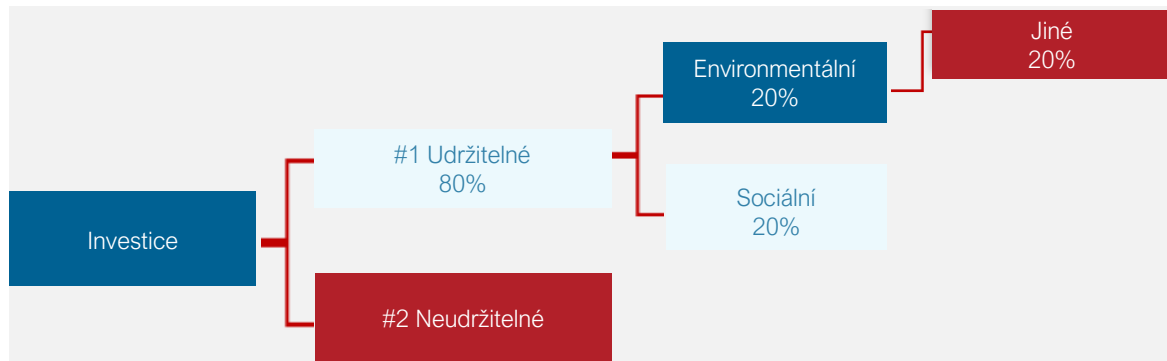 Jiné
20%
Environmentální
20%
#1 Udržitelné
80%
Sociální
20%
Investice
#2 Neudržitelné